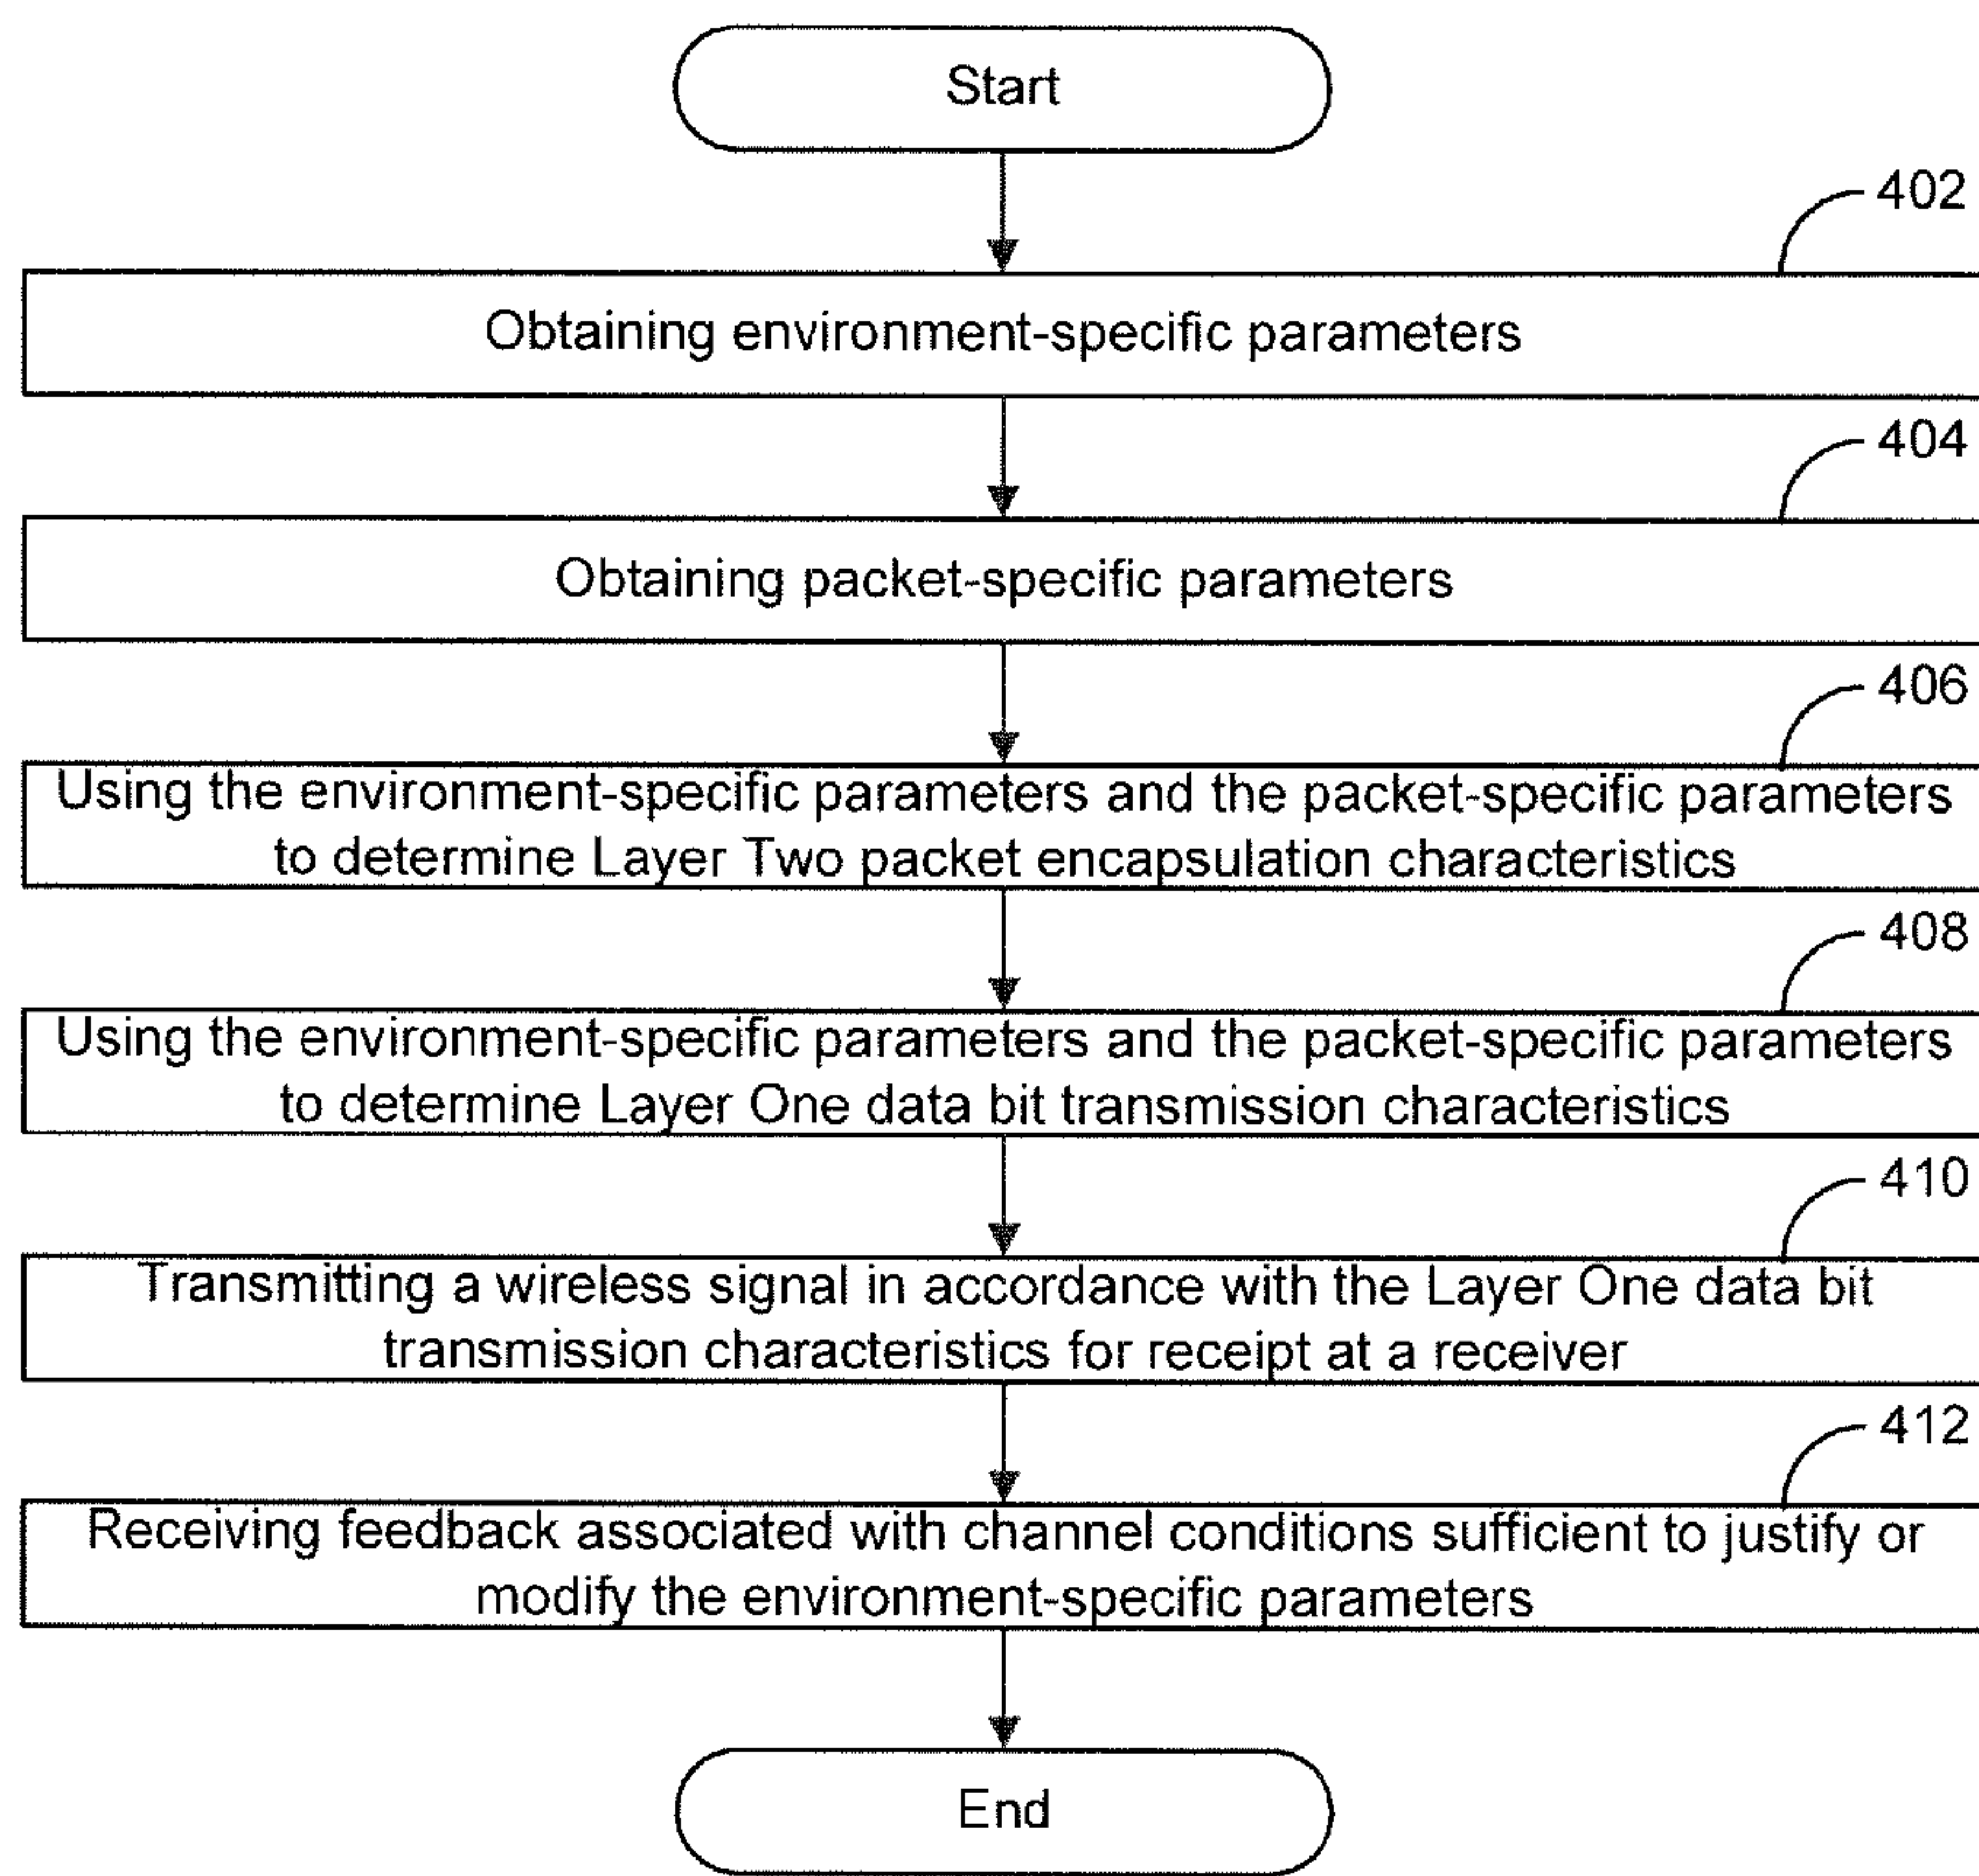 Start
402
Obtaining environment-specific parameters
404
Obtaining packet-specific parameters
406
Using the environment-specific parameters and the packet-specific parameters
to determine Layer Two packet encapsulation characteristics
408
Using the environment-specific parameters and the packet-specific parameters
to determine Layer One data bit transmission characteristics
410
Transmitting a wireless signal in accordance with the Layer One data bit
transmission characteristics for receipt at a receiver
412
Receiving feedback associated with channel conditions sufficient to justify or
modify the environment-specific parameters
End